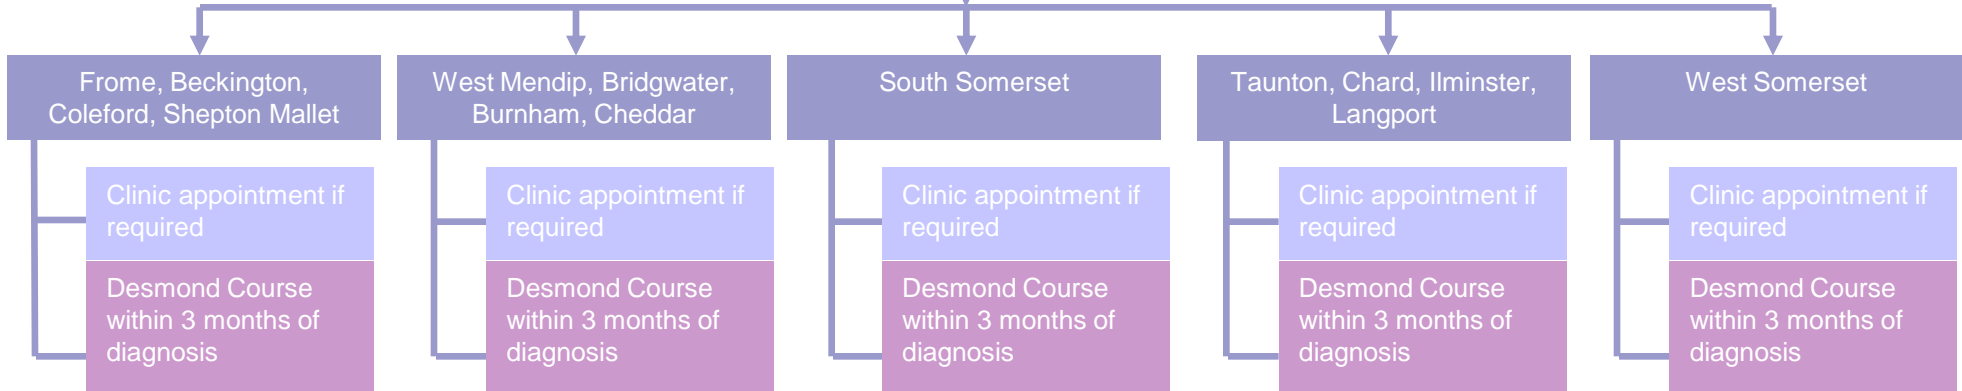 Frome, Beckington,
Coleford, Shepton Mallet
West Mendip, Bridgwater,
Burnham, Cheddar
South Somerset
Taunton, Chard, Ilminster,
Langport
West Somerset
Clinic appointment if
required
Desmond Course
within 3 months of
diagnosis
Clinic appointment if
required
Desmond Course
within 3 months of
diagnosis
Clinic appointment if
required
Desmond Course
within 3 months of
diagnosis
Clinic appointment if
required
Desmond Course
within 3 months of
diagnosis
Clinic appointment if
required
Desmond Course
within 3 months of
diagnosis